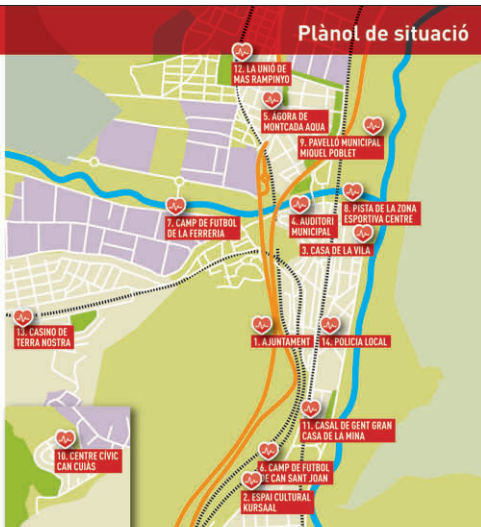 Plànol de situació
12. LA UNIÓ DE
MAS RAMPINYO
5. ÀGORA DE
MONTCADA AQUA
9. PAVELLO MUNICIPAL
MIQUEL POBLET
7. CAMP DE FUTBOL
DE LA FERRERIA
4. AUDITORI
MUNICIPAL
8. PISTA DE LA ZONA
ESPORTIVA CENTRE
3. CASA DE LA VILA
13. CASINO DE
TERRA NOSTRA
1. AJUNTAMENT
14. POLICIA LOCAL
11. CASAL DE GENT GRAN
CASA DE LA MINA
10. CENTRE CÍVIC
CAN CUIÀS
6. CAMP DE FUTBOL
DE CAN SANT JOAN
2. ESPAI CULTURAL
KURSAAL